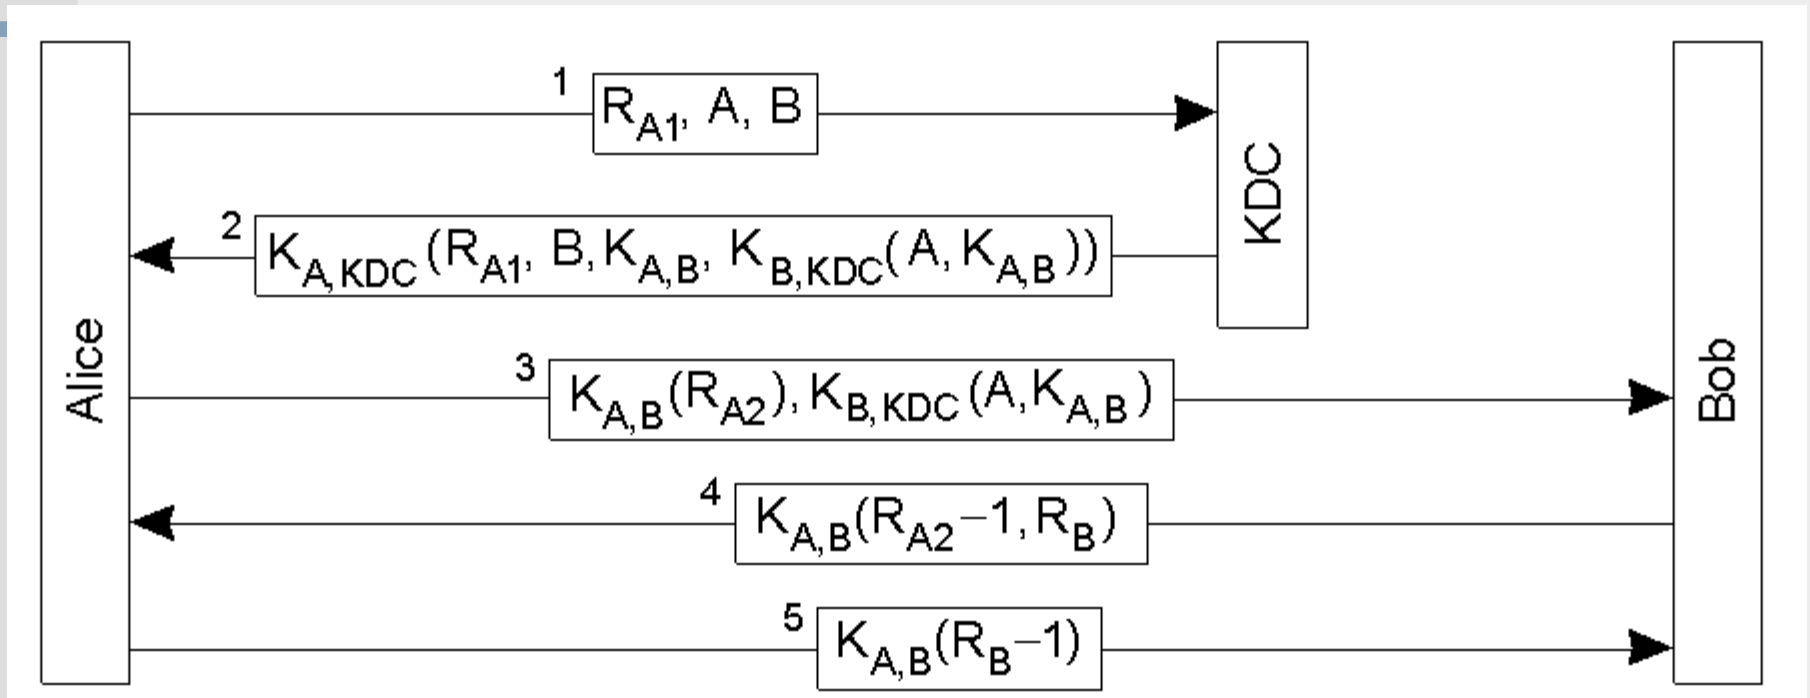 1
R_A1, A, B
KDC
2
K_A,KDC(R_A1, B, K_A,B, K_B,KDC(A, K_A,B))
Alice
3
K_A,B(R_A2), K_B,KDC(A, K_A,B)
Bob
4
K_A,B(R_A2−1, R_B)
5
K_A,B(R_B−1)